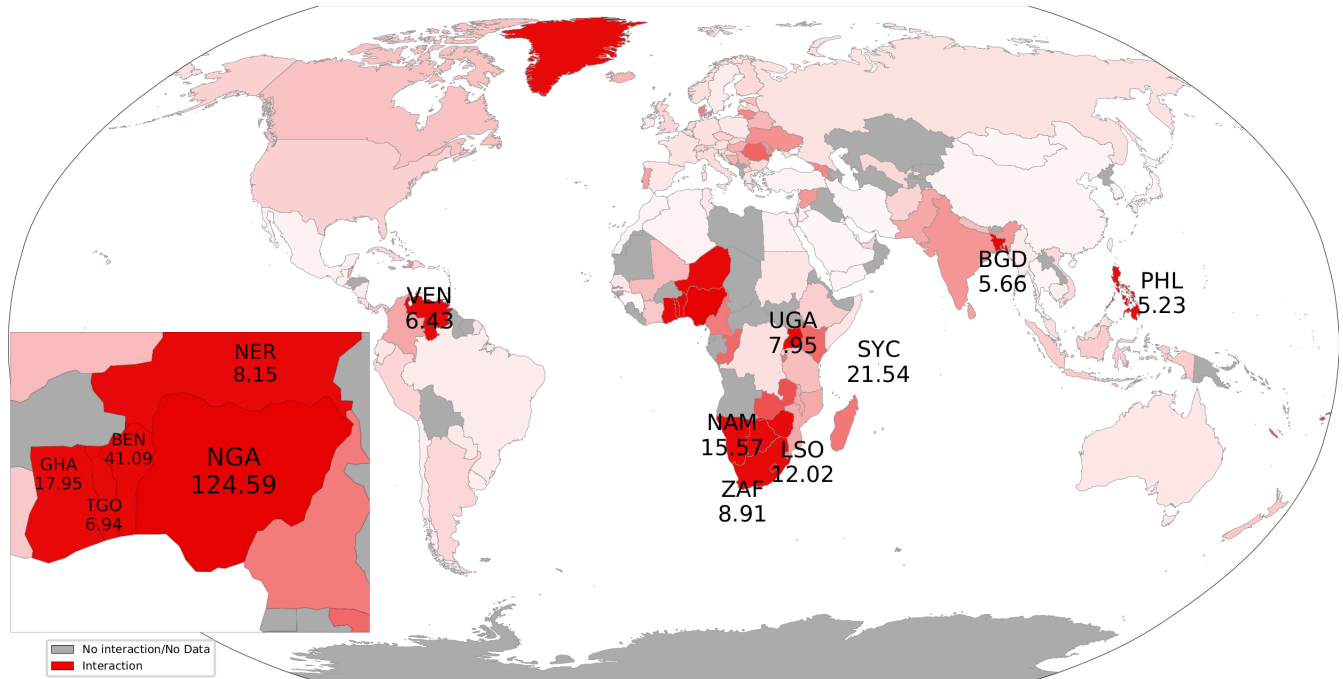 VEN
6.43
BGD
5.66
PHL
5.23
UGA
7.95
SYC
21.54
NAM
15.57
LSO
12.02
ZAF
8.91
NER
8.15
BEN
41.09
NGA
124.59
GHA
17.95
TGO
6.94
No interaction/No Data
Interaction